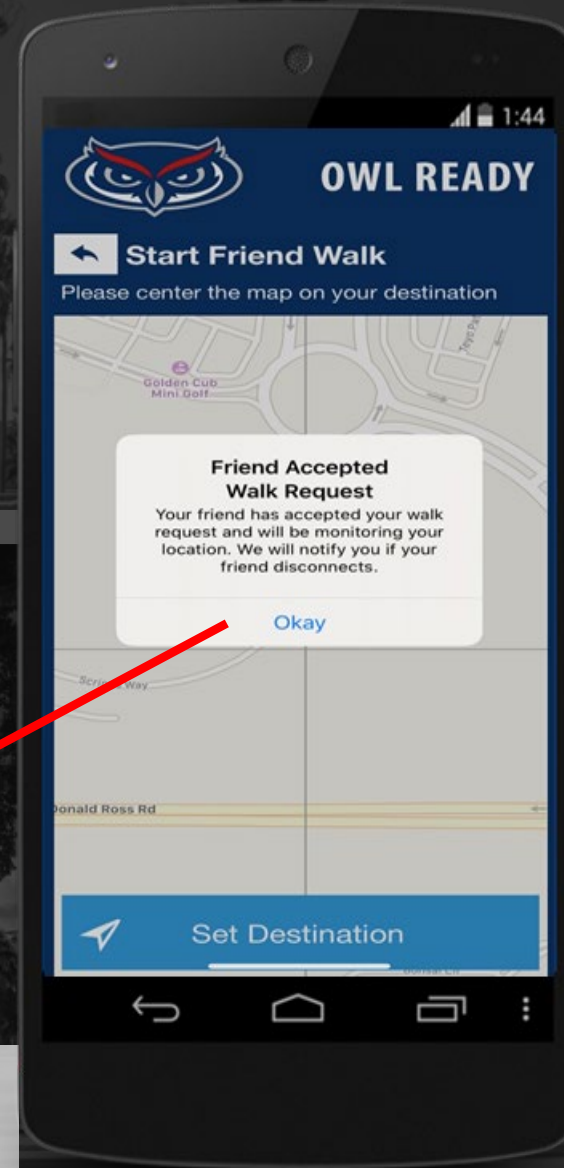 1:44
OWL READY
Start Friend Walk
Please center the map on your destination
Golden Cub
Mini Golf
Friend Accepted
Walk Request
Your friend has accepted your walk
request and will be monitoring your
location. We will notify you if your
friend disconnects.
Okay
Way
Donald Ross Rd
Set Destination